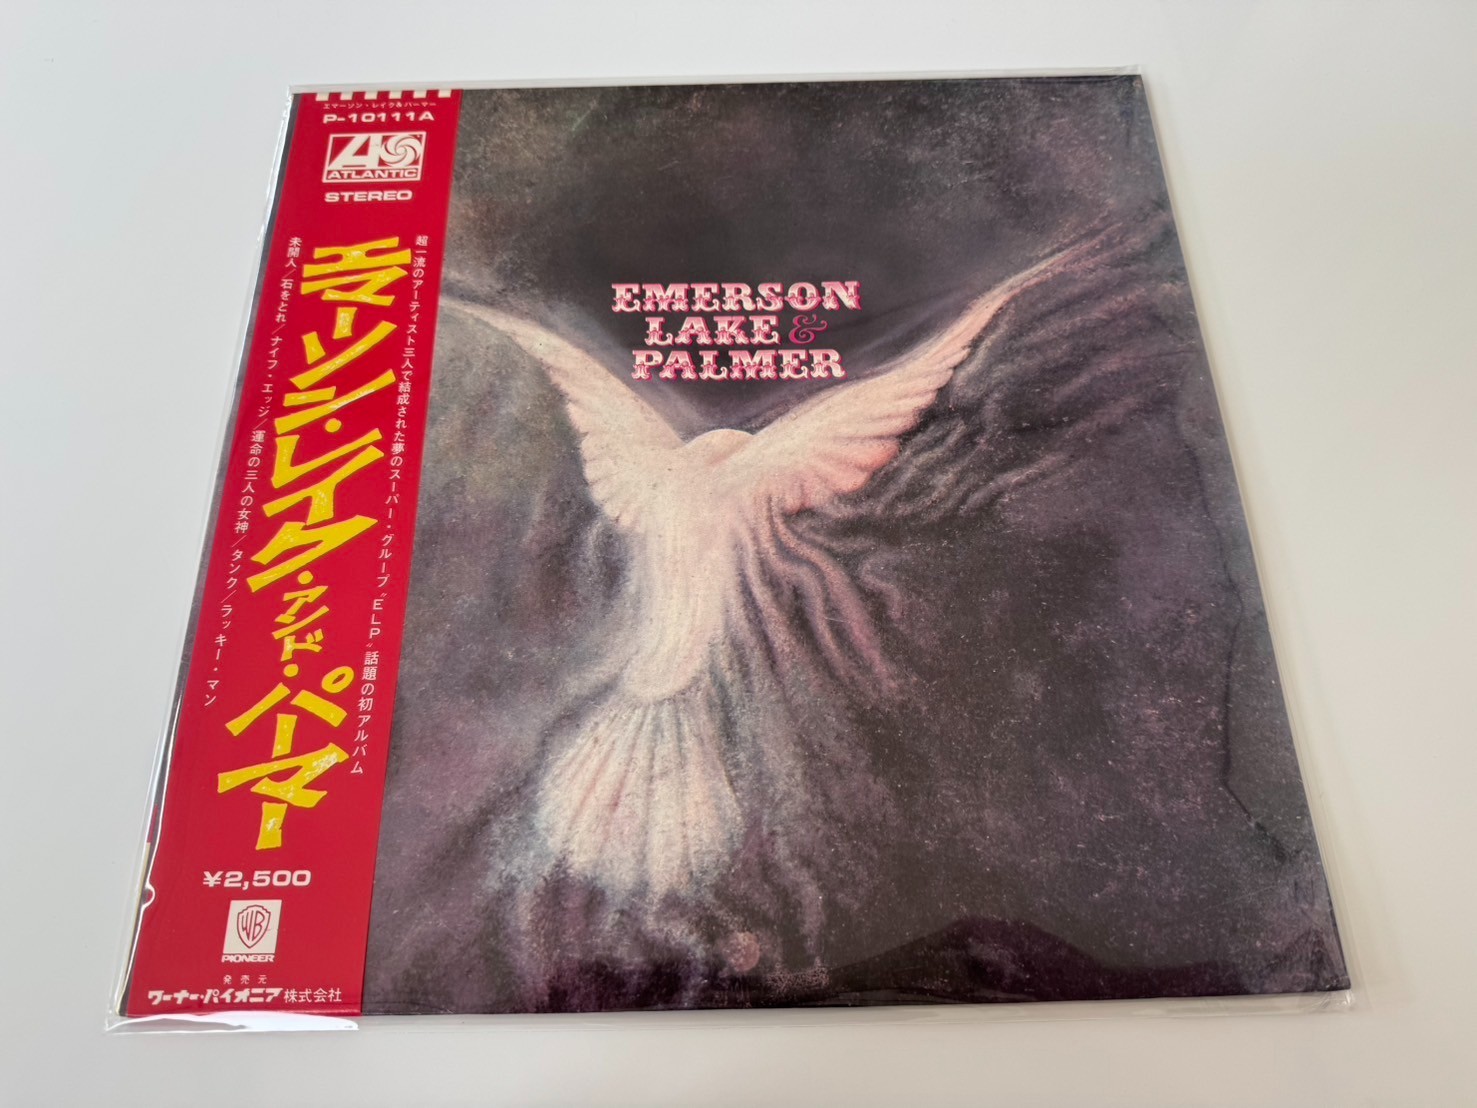 エマーソン・レイク&パーマー
P-10111A
ATLANTIC
STEREO
超一流のアーティスト三人で結成された夢のスーパー・グループ〝ELP〟話題の初アルバム
エマーソン・レイク・アンド・パーマー
未開人/石をとれ/ナイフ・エッジ/運命の三人の女神/タンク/ラッキー・マン
¥2,500
WB
PIONEER
発売元
ワーナー・パイオニア株式会社
EMERSON
LAKE &
PALMER